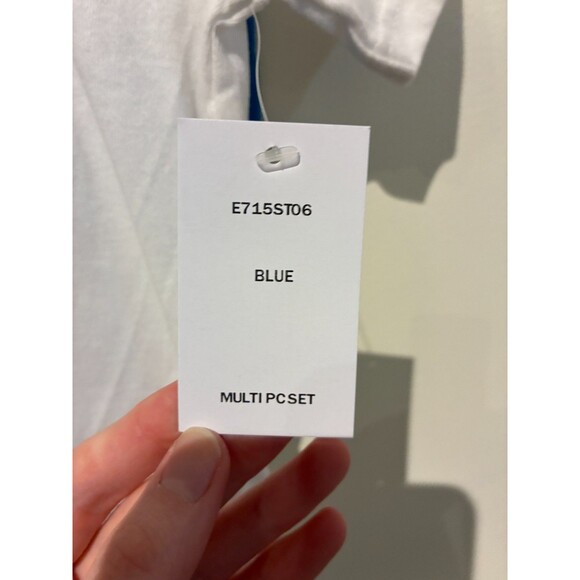 E715ST06
BLUE
MULTI PC SET